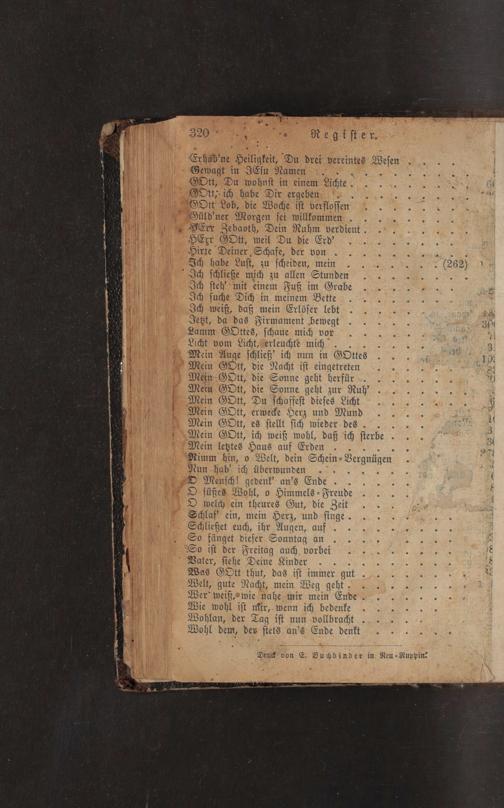 320 Register.
Erhab'ne Heiligkeit, Du drei vereintes Wesen
Gewagt in JEsu Namen
GOtt, Du wohnst in einem Lichte
GOtt, ich habe Dir ergeben
GOtt Lob, die Woche ist verflossen
Güld'ner Morgen sei willkommen
HErr Zebaoth, Dein Ruhm verdient
HErr GOtt, weil Du die Erd'
Hirte Deiner Schafe, der von
Ich habe Lust, zu scheiden, mein (262)
Ich schließe mich zu allen Stunden
Ich steh' mit einem Fuß im Grabe
Ich suche Dich in meinem Bette
Ich weiß, daß mein Erlöser lebt
Jetzt, da das Firmament bewegt
Lamm GOttes, schaue mich vor
Licht vom Licht, erleuchte mich
Mein Auge schließ' ich nun in GOttes
Mein GOtt, die Nacht ist eingetreten
Mein GOtt, die Sonne geht herfür
Mein GOtt, die Sonne geht zur Ruh'
Mein GOtt, Du schaffest dieses Licht
Mein GOtt, erwecke Herz und Mund
Mein GOtt, es stellt sich wieder des
Mein GOtt, ich weiß wohl, daß ich sterbe
Mein letztes Haus auf Erden
Nimm hin, o Welt, dein Schein-Vergnügen
Nun hab' ich überwunden
O Mensch! gedenk' an's Ende
O süßes Wohl, o Himmels-Freude
O welch ein theures Gut, die Zeit
Schlaf' ein, mein Herz, und singe
Schließet euch, ihr Augen, auf
So fänget dieser Sonntag an
So ist der Freitag auch vorbei
Vater, siehe Deine Kinder
Was GOtt thut, das ist immer gut
Welt, gute Nacht, mein Weg geht
Wer weiß, wie nahe mir mein Ende
Wie wohl ist mir, wenn ich bedenke
Wohlan, der Tag ist nun vollbracht
Wohl dem, der stets an's Ende denkt
Druck von E. Buchbinder in Neu-Ruppin.